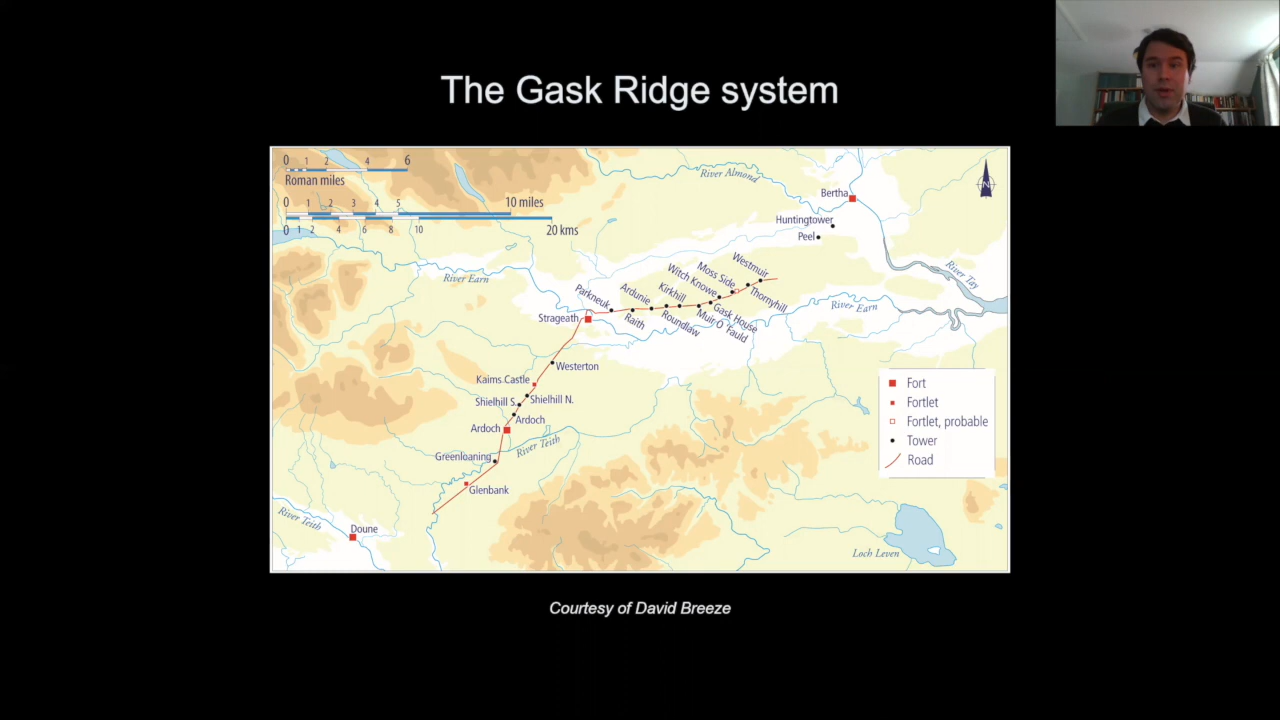 The Gask Ridge system
0 1 2 4 6
Roman miles
0 1 2 3 4 5 10 miles
0 1 2 4 6 8 10 20 kms
River Almond
Bertha
N
Huntingtower
Peel
River Tay
River Earn
Westmuir
Moss Side
Witch Knowe
Kirkhill
Ardunie
Parkneuk
Thornyhill
Gask House
Muir O' Fauld
Roundlaw
Raith
River Earn
Strageath
Westerton
Kaims Castle
Shielhill S.
Shielhill N.
Ardoch
Ardoch
River Teith
Greenloaning
Glenbank
River Teith
Doune
Loch Leven
Fort
Fortlet
Fortlet, probable
Tower
Road
Courtesy of David Breeze